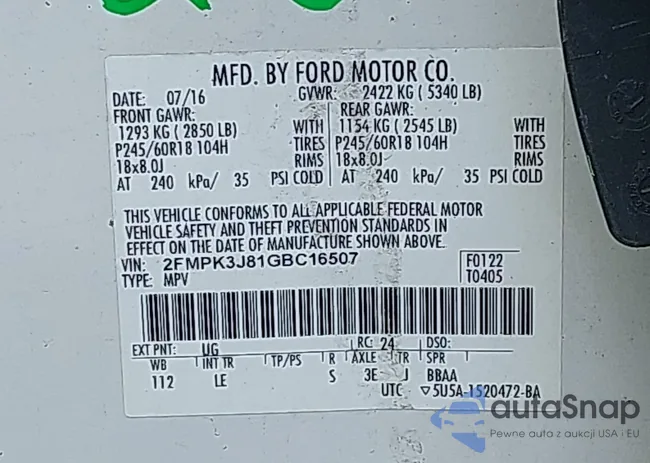 MFD. BY FORD MOTOR CO.
DATE: 07/16 GVWR: 2422 KG ( 5340 LB)
FRONT GAWR: REAR GAWR:
1293 KG ( 2850 LB) WITH 1154 KG ( 2545 LB) WITH
P245/60R18 104H TIRES P245/60R18 104H TIRES
18x8.0J RIMS 18x8.0J RIMS
AT 240 kPa/ 35 PSI COLD AT 240 kPa/ 35 PSI COLD
THIS VEHICLE CONFORMS TO ALL APPLICABLE FEDERAL MOTOR
VEHICLE SAFETY AND THEFT PREVENTION STANDARDS IN
EFFECT ON THE DATE OF MANUFACTURE SHOWN ABOVE.
VIN: 2FMPK3J81GBC16507 F0122
TYPE: MPV T0405
EXT PNT: UG RC: 24 DSO:
WB INT TR TP/PS R AXLE TR SPR
112 LE S 3E J BBAA
UTC ▽5U5A-1520472-BA
autaSnap
Pewne auta z aukcji USA i EU